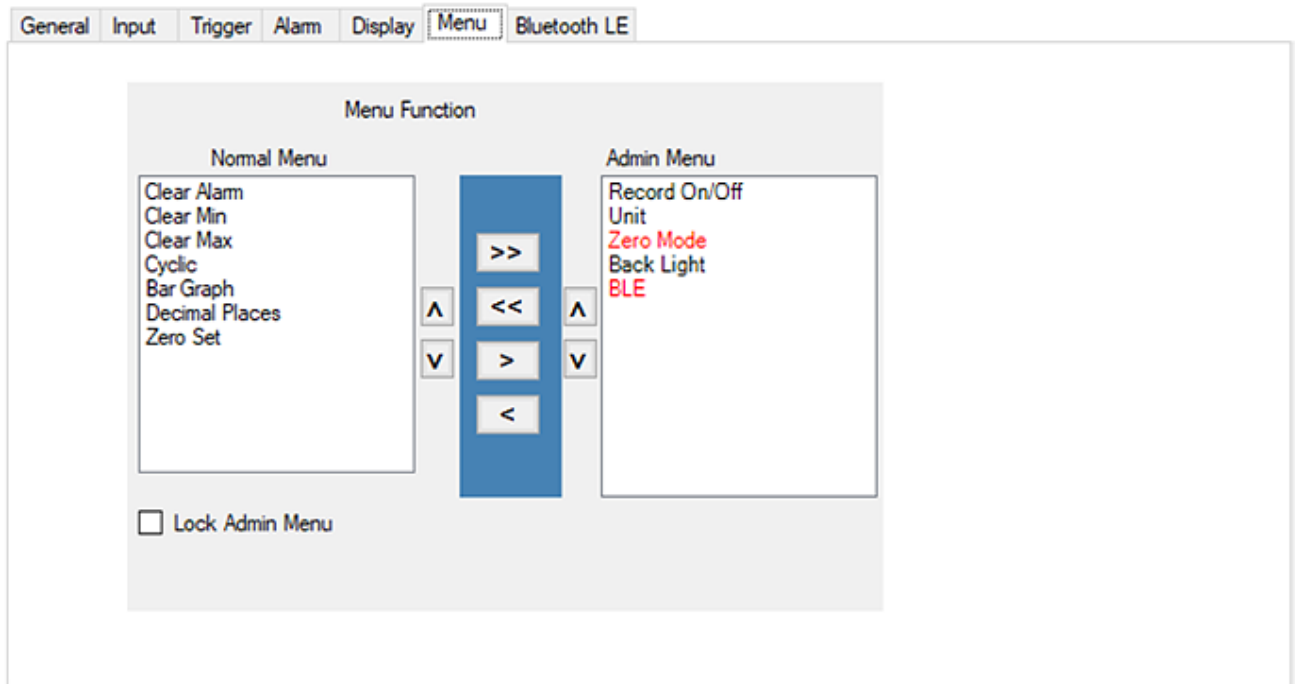 General Input Trigger Alarm Display Menu Bluetooth LE
Menu Function
Normal Menu
Clear Alarm
Clear Min
Clear Max
Cyclic
Bar Graph
Decimal Places
Zero Set
ʌ
v
>>
<<
>
<
ʌ
v
Admin Menu
Record On/Off
Unit
Zero Mode
Back Light
BLE
Lock Admin Menu